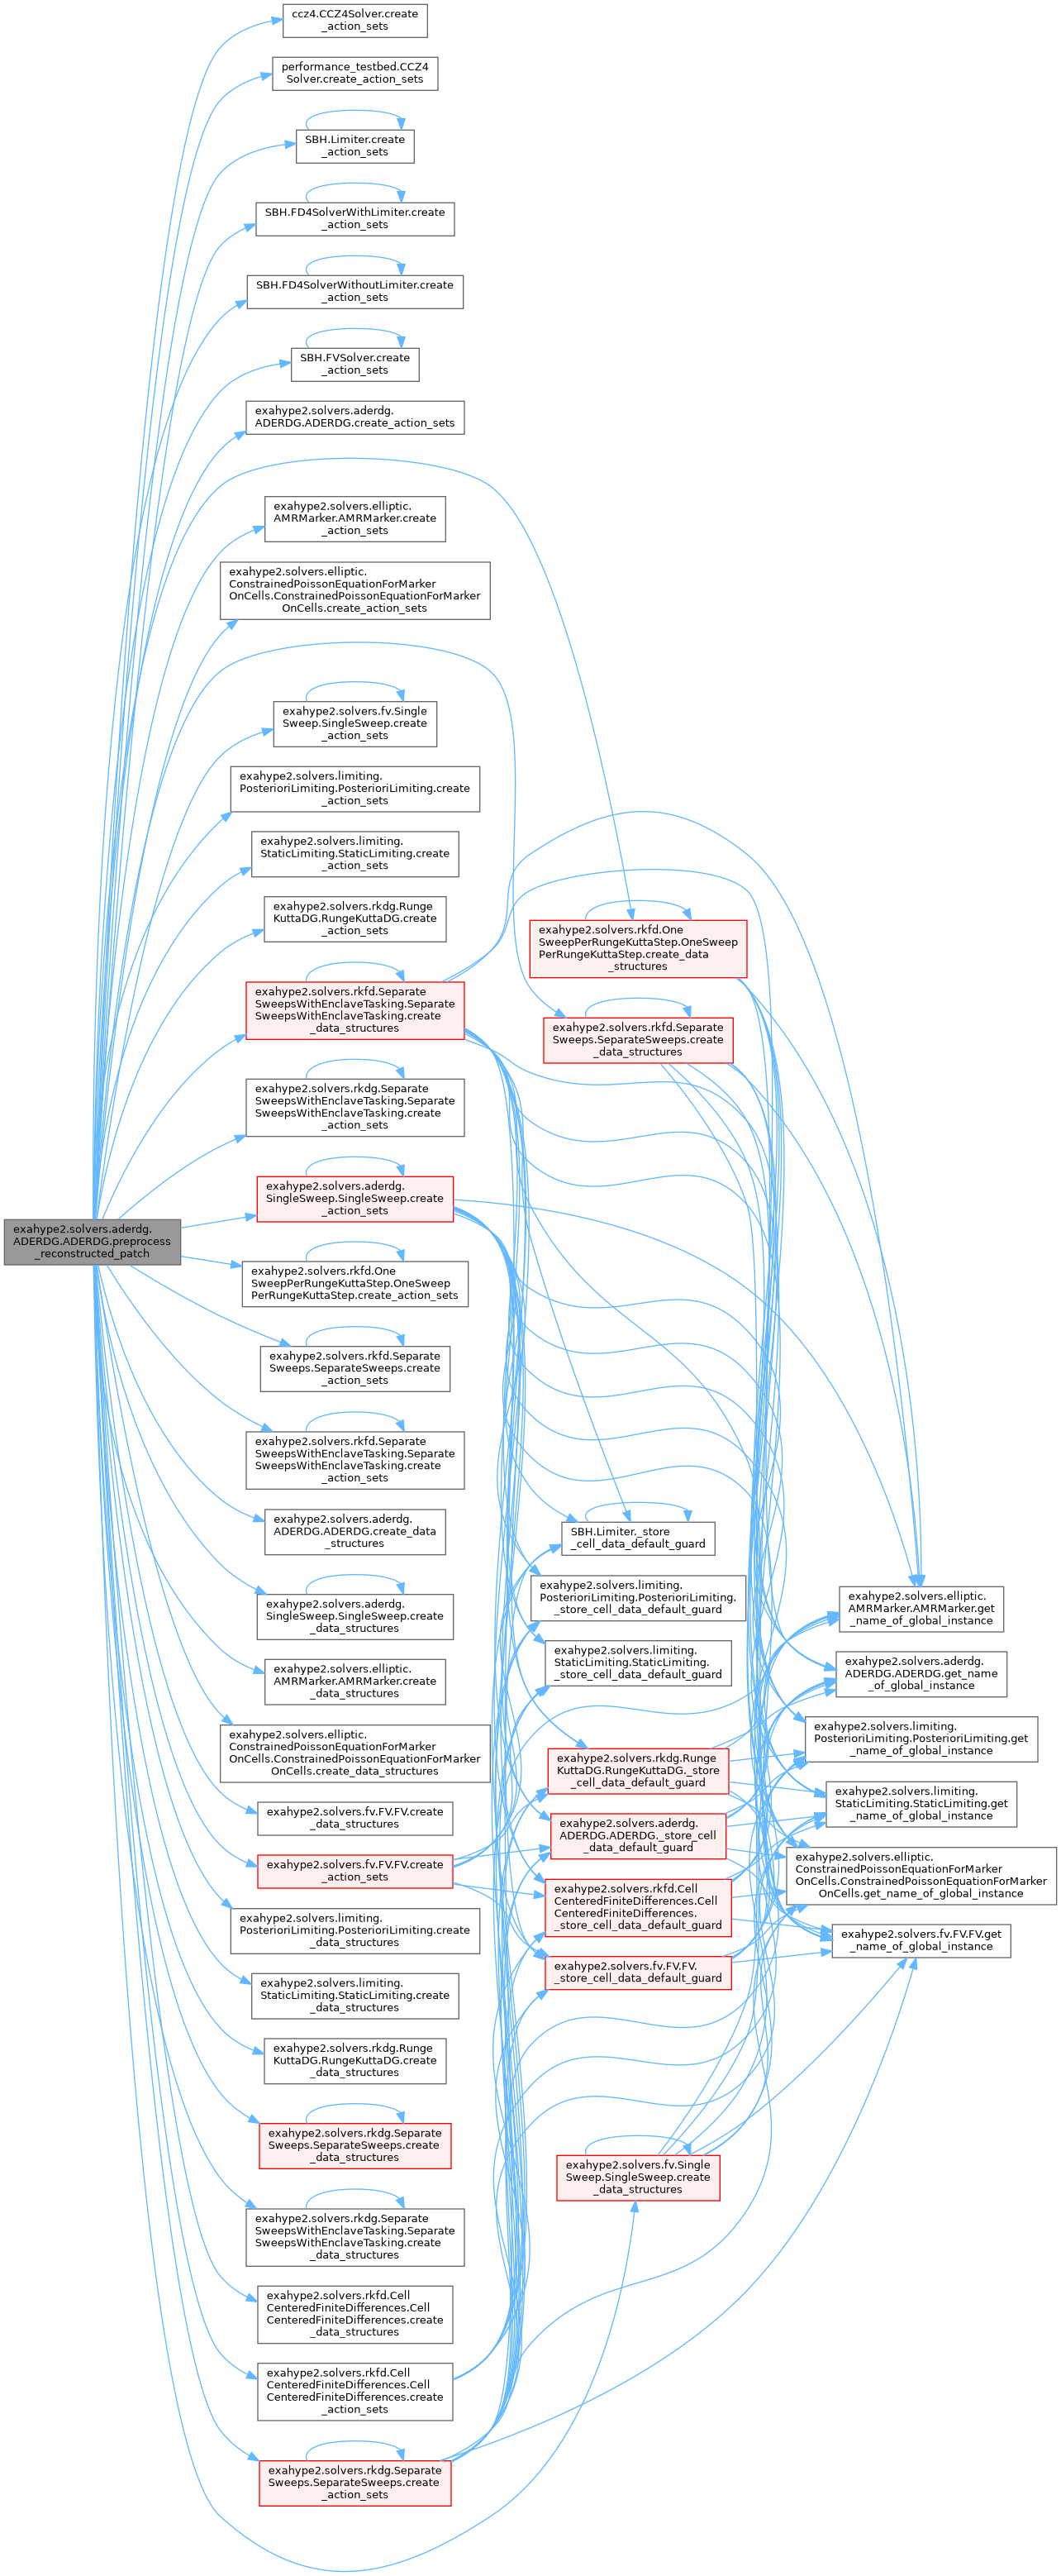 ccz4.CCZ4Solver.create
_action_sets
performance_testbed.CCZ4
Solver.create_action_sets
SBH.Limiter.create
_action_sets
SBH.FD4SolverWithLimiter.create
_action_sets
SBH.FD4SolverWithoutLimiter.create
_action_sets
SBH.FVSolver.create
_action_sets
exahype2.solvers.aderdg.
ADERDG.ADERDG.create_action_sets
exahype2.solvers.elliptic.
AMRMarker.AMRMarker.create
_action_sets
exahype2.solvers.elliptic.
ConstrainedPoissonEquationForMarker
OnCells.ConstrainedPoissonEquationForMarker
OnCells.create_action_sets
exahype2.solvers.fv.Single
Sweep.SingleSweep.create
_action_sets
exahype2.solvers.limiting.
PosterioriLimiting.PosterioriLimiting.create
_action_sets
exahype2.solvers.limiting.
StaticLimiting.StaticLimiting.create
_action_sets
exahype2.solvers.rkdg.Runge
KuttaDG.RungeKuttaDG.create
_action_sets
exahype2.solvers.rkfd.Separate
SweepsWithEnclaveTasking.Separate
SweepsWithEnclaveTasking.create
_data_structures
exahype2.solvers.rkdg.Separate
SweepsWithEnclaveTasking.Separate
SweepsWithEnclaveTasking.create
_action_sets
exahype2.solvers.aderdg.
SingleSweep.SingleSweep.create
_action_sets
exahype2.solvers.aderdg.
ADERDG.ADERDG.preprocess
_reconstructed_patch
exahype2.solvers.rkfd.One
SweepPerRungeKuttaStep.OneSweep
PerRungeKuttaStep.create_action_sets
exahype2.solvers.rkfd.Separate
Sweeps.SeparateSweeps.create
_action_sets
exahype2.solvers.rkfd.Separate
SweepsWithEnclaveTasking.Separate
SweepsWithEnclaveTasking.create
_action_sets
exahype2.solvers.aderdg.
ADERDG.ADERDG.create_data
_structures
exahype2.solvers.aderdg.
SingleSweep.SingleSweep.create
_data_structures
exahype2.solvers.elliptic.
AMRMarker.AMRMarker.create
_data_structures
exahype2.solvers.elliptic.
ConstrainedPoissonEquationForMarker
OnCells.ConstrainedPoissonEquationForMarker
OnCells.create_data_structures
exahype2.solvers.fv.FV.FV.create
_data_structures
exahype2.solvers.fv.FV.FV.create
_action_sets
exahype2.solvers.limiting.
PosterioriLimiting.PosterioriLimiting.create
_data_structures
exahype2.solvers.limiting.
StaticLimiting.StaticLimiting.create
_data_structures
exahype2.solvers.rkdg.Runge
KuttaDG.RungeKuttaDG.create
_data_structures
exahype2.solvers.rkdg.Separate
Sweeps.SeparateSweeps.create
_data_structures
exahype2.solvers.rkdg.Separate
SweepsWithEnclaveTasking.Separate
SweepsWithEnclaveTasking.create
_data_structures
exahype2.solvers.rkfd.Cell
CenteredFiniteDifferences.Cell
CenteredFiniteDifferences.create
_data_structures
exahype2.solvers.rkfd.Cell
CenteredFiniteDifferences.Cell
CenteredFiniteDifferences.create
_action_sets
exahype2.solvers.rkdg.Separate
Sweeps.SeparateSweeps.create
_action_sets
exahype2.solvers.rkfd.One
SweepPerRungeKuttaStep.OneSweep
PerRungeKuttaStep.create_data
_structures
exahype2.solvers.rkfd.Separate
Sweeps.SeparateSweeps.create
_data_structures
SBH.Limiter._store
_cell_data_default_guard
exahype2.solvers.limiting.
PosterioriLimiting.PosterioriLimiting.
_store_cell_data_default_guard
exahype2.solvers.limiting.
StaticLimiting.StaticLimiting.
_store_cell_data_default_guard
exahype2.solvers.rkdg.Runge
KuttaDG.RungeKuttaDG._store
_cell_data_default_guard
exahype2.solvers.aderdg.
ADERDG.ADERDG._store_cell
_data_default_guard
exahype2.solvers.rkfd.Cell
CenteredFiniteDifferences.Cell
CenteredFiniteDifferences.
_store_cell_data_default_guard
exahype2.solvers.fv.FV.FV.
_store_cell_data_default_guard
exahype2.solvers.fv.Single
Sweep.SingleSweep.create
_data_structures
exahype2.solvers.elliptic.
AMRMarker.AMRMarker.get
_name_of_global_instance
exahype2.solvers.aderdg.
ADERDG.ADERDG.get_name
_of_global_instance
exahype2.solvers.limiting.
PosterioriLimiting.PosterioriLimiting.get
_name_of_global_instance
exahype2.solvers.limiting.
StaticLimiting.StaticLimiting.get
_name_of_global_instance
exahype2.solvers.elliptic.
ConstrainedPoissonEquationForMarker
OnCells.ConstrainedPoissonEquationForMarker
OnCells.get_name_of_global_instance
exahype2.solvers.fv.FV.FV.get
_name_of_global_instance